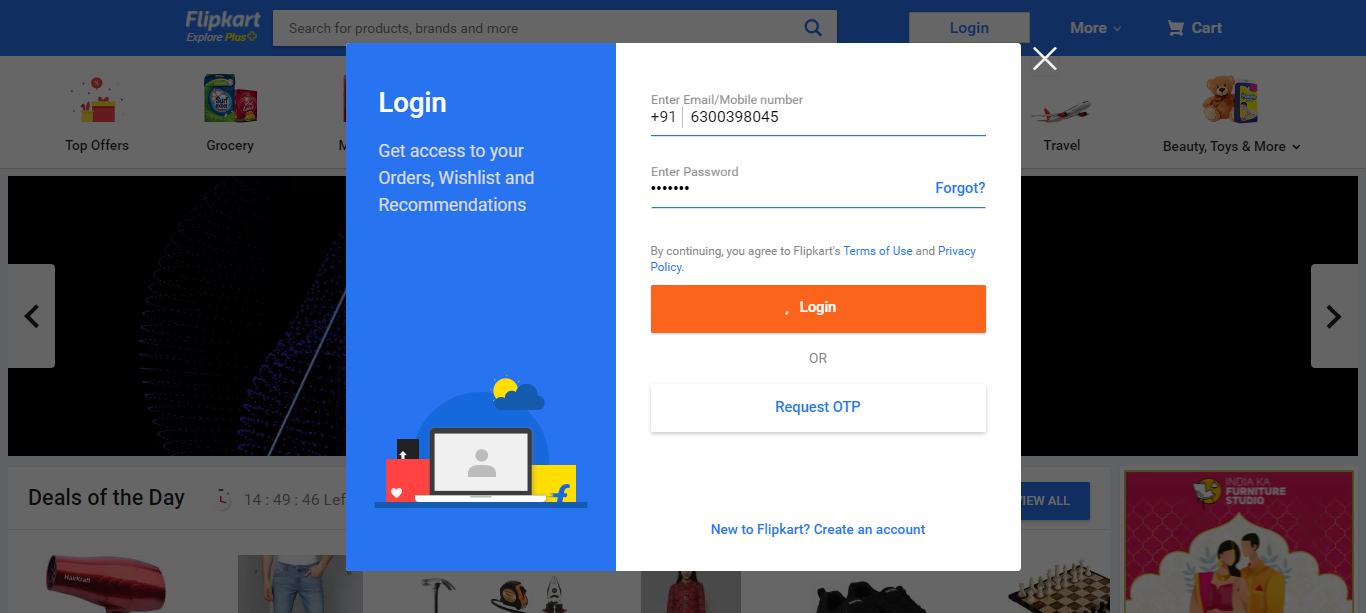 Flipkart
Explore Plus
Search for products, brands and more
Login
More
Cart
Top Offers
Grocery
M
Travel
Beauty, Toys & More
Login
Get access to your
Orders, Wishlist and
Recommendations
Enter Email/Mobile number
+91 6300398045
Enter Password
•••••••
Forgot?
By continuing, you agree to Flipkart's Terms of Use and Privacy
Policy.
Login
OR
Request OTP
New to Flipkart? Create an account
Deals of the Day
14 : 49 : 46 Lef
VIEW ALL
INDIA KA
FURNITURE
STUDIO
HavKraft